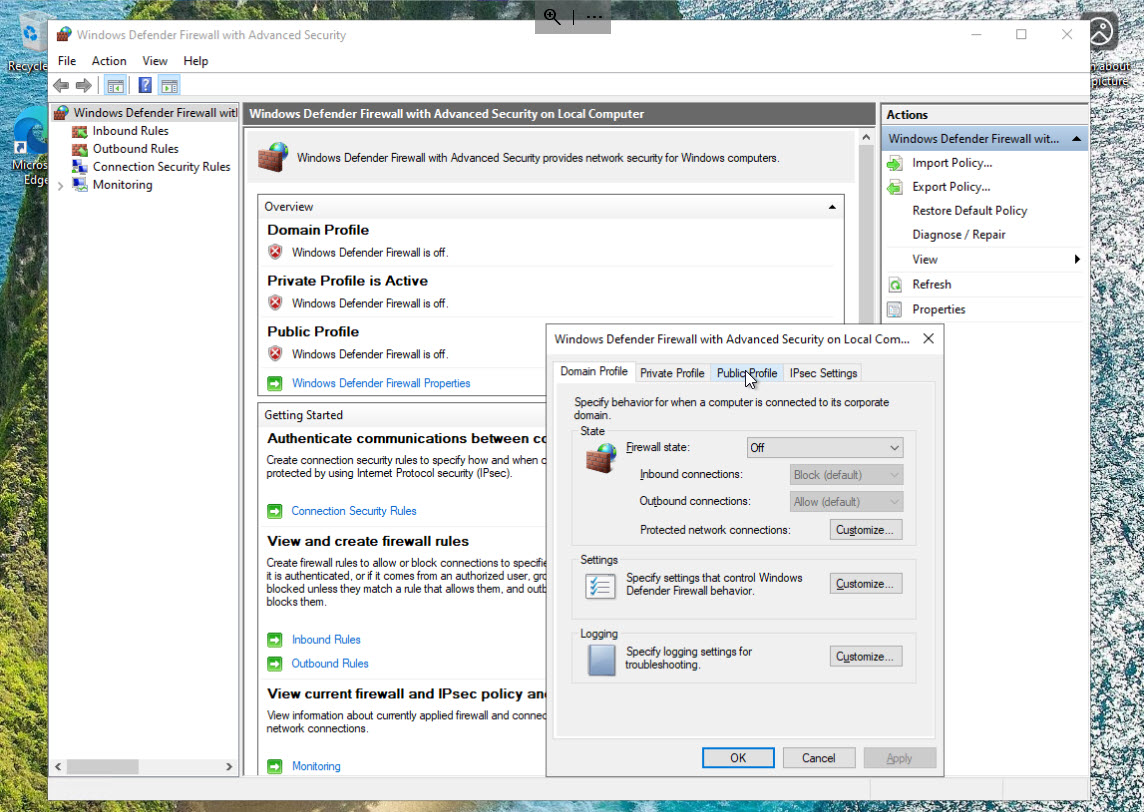 Windows Defender Firewall with Advanced Security
File Action View Help
Recycle
about
picture
Micros
Edge
Windows Defender Firewall with
Inbound Rules
Outbound Rules
Connection Security Rules
Monitoring
Windows Defender Firewall with Advanced Security on Local Computer
Windows Defender Firewall with Advanced Security provides network security for Windows computers.
Overview
Domain Profile
Windows Defender Firewall is off.
Private Profile is Active
Windows Defender Firewall is off.
Public Profile
Windows Defender Firewall is off.
Windows Defender Firewall Properties
Getting Started
Authenticate communications between co
Create connection security rules to specify how and when c
protected by using Internet Protocol security (IPsec).
Connection Security Rules
View and create firewall rules
Create firewall rules to allow or block connections to specifie
it is authenticated, or if it comes from an authorized user, gro
blocked unless they match a rule that allows them, and outb
blocks them.
Inbound Rules
Outbound Rules
View current firewall and IPsec policy and
View information about currently applied firewall and connec
network connections.
Monitoring
Actions
Windows Defender Firewall wit...
Import Policy...
Export Policy...
Restore Default Policy
Diagnose / Repair
View
Refresh
Properties
Windows Defender Firewall with Advanced Security on Local Com...
Domain Profile Private Profile Public Profile IPsec Settings
Specify behavior for when a computer is connected to its corporate
domain.
State
Firewall state: Off
Inbound connections: Block (default)
Outbound connections: Allow (default)
Protected network connections: Customize...
Settings
Specify settings that control Windows
Defender Firewall behavior.
Customize...
Logging
Specify logging settings for
troubleshooting.
Customize...
OK Cancel Apply